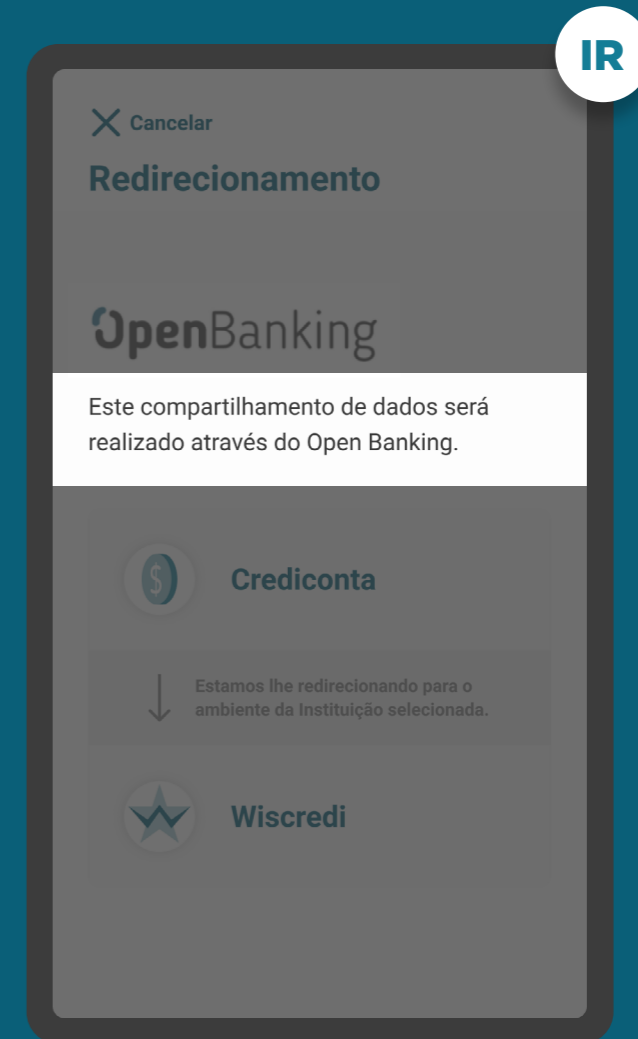 IR
Cancelar
Redirecionamento
OpenBanking
Este compartilhamento de dados será
realizado através do Open Banking.
$
Crediconta
Estamos lhe redirecionando para o
ambiente da Instituição selecionada.
Wiscredi